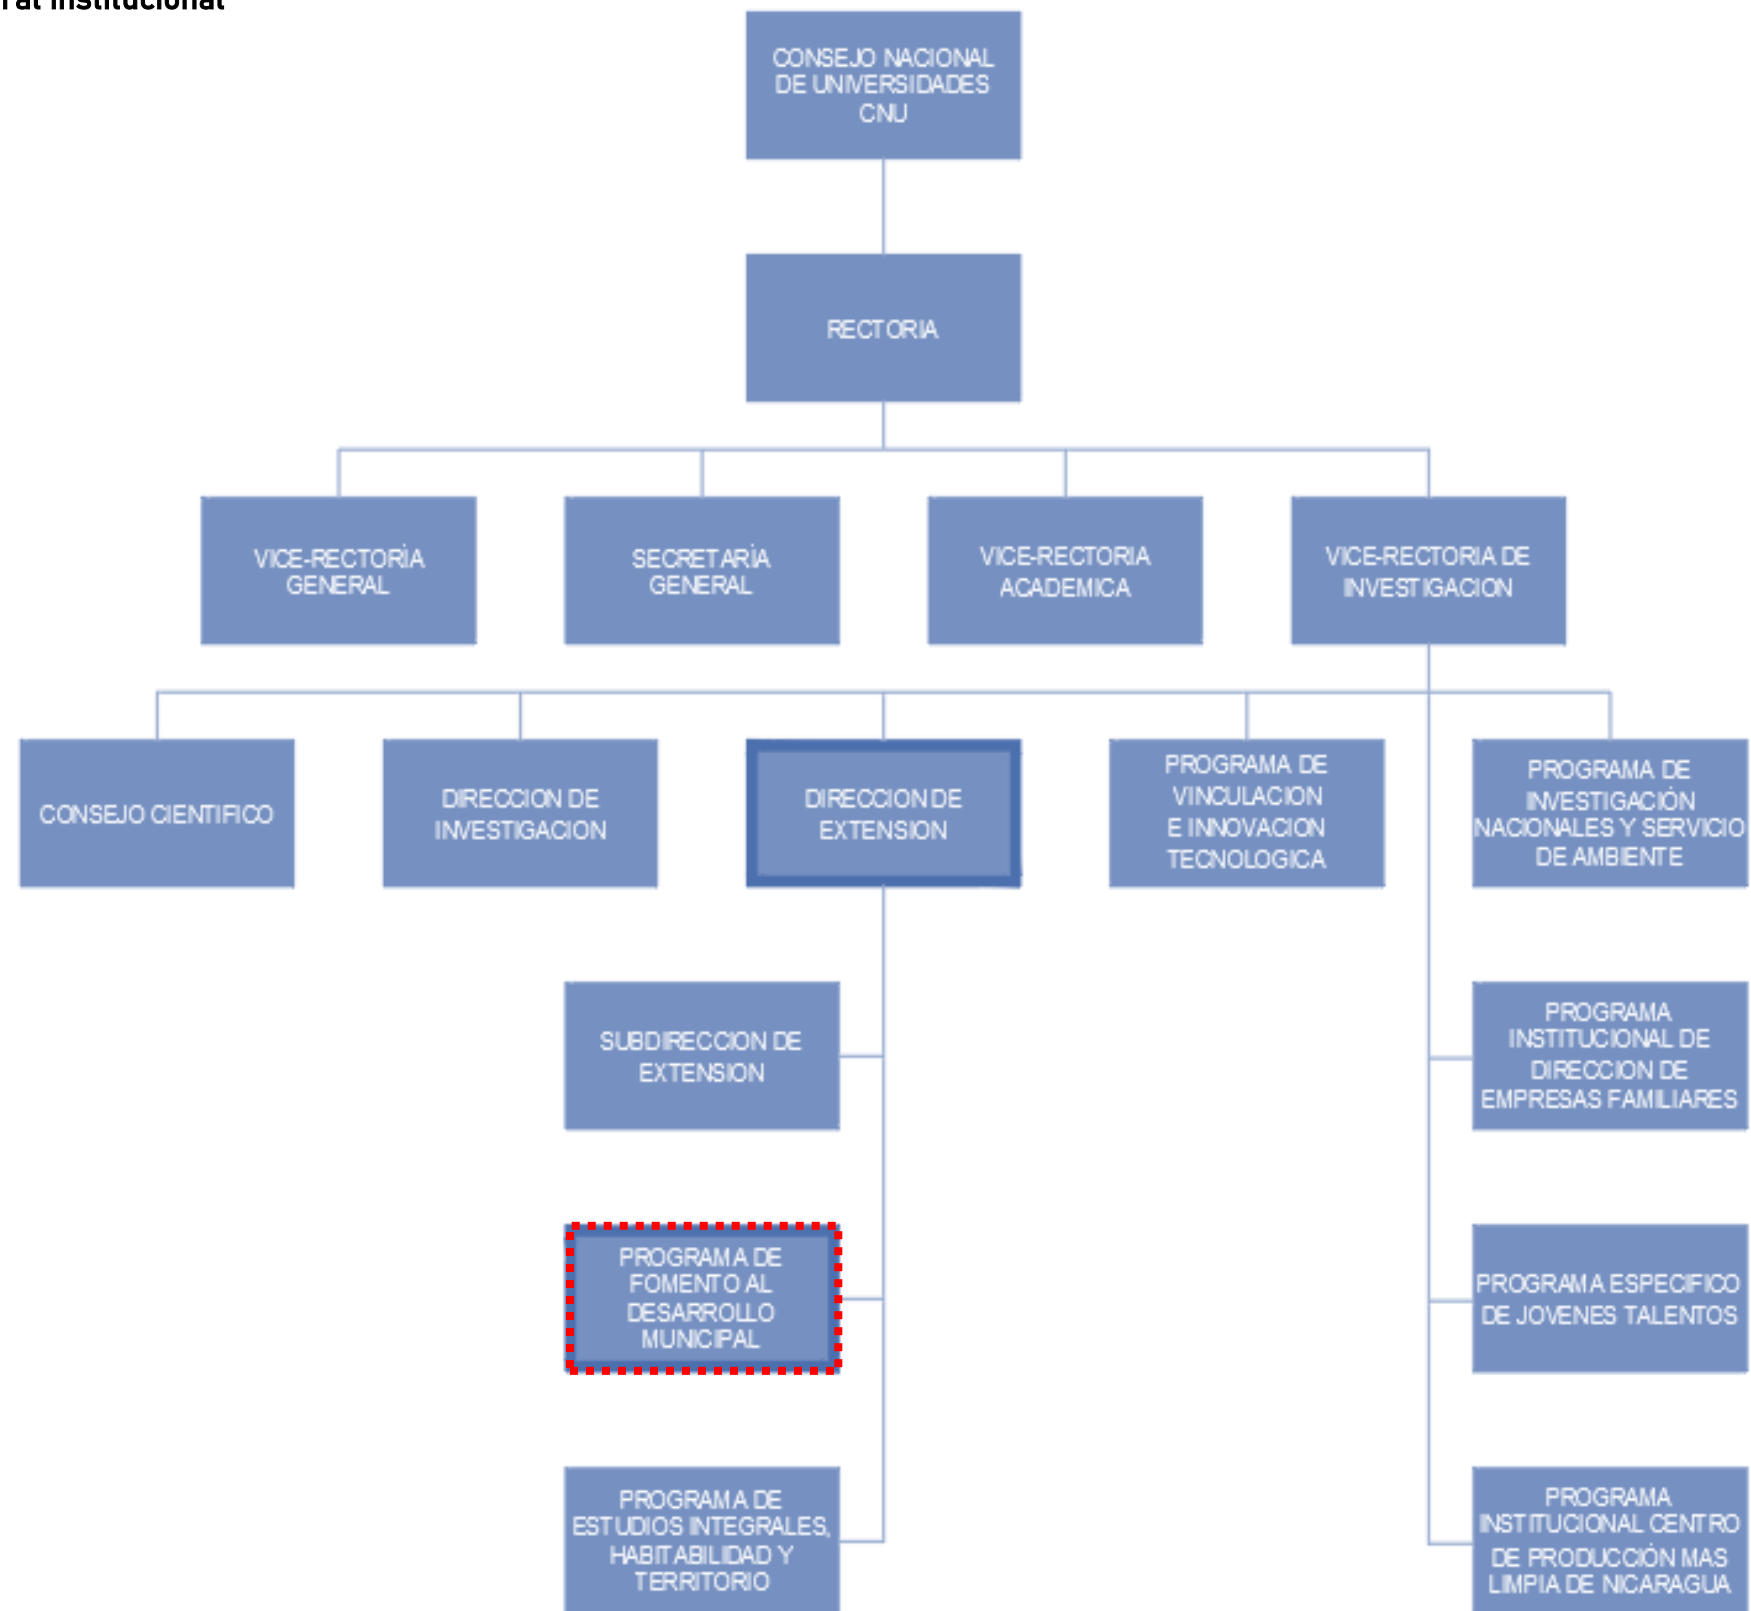 al Institucional
CONSEJO NACIONAL
DE UNIVERSIDADES
CNU
RECTORIA
VICE-RECTORÍA
GENERAL
SECRETARÍA
GENERAL
VICE-RECTORIA
ACADEMICA
VICE-RECTORIA DE
INVESTIGACION
CONSEJO CIENTIFICO
DIRECCION DE
INVESTIGACION
DIRECCION DE
EXTENSION
PROGRAMA DE
VINCULACION
E INNOVACION
TECNOLOGICA
PROGRAMA DE
INVESTIGACIÓN
NACIONALES Y SERVICIO
DE AMBIENTE
SUBDIRECCION DE
EXTENSION
PROGRAMA
INSTITUCIONAL DE
DIRECCION DE
EMPRESAS FAMILIARES
PROGRAMA DE
FOMENTO AL
DESARROLLO
MUNICIPAL
PROGRAMA ESPECIFICO
DE JOVENES TALENTOS
PROGRAMA DE
ESTUDIOS INTEGRALES,
HABITABILIDAD Y
TERRITORIO
PROGRAMA
INSTITUCIONAL CENTRO
DE PRODUCCIÓN MAS
LIMPIA DE NICARAGUA